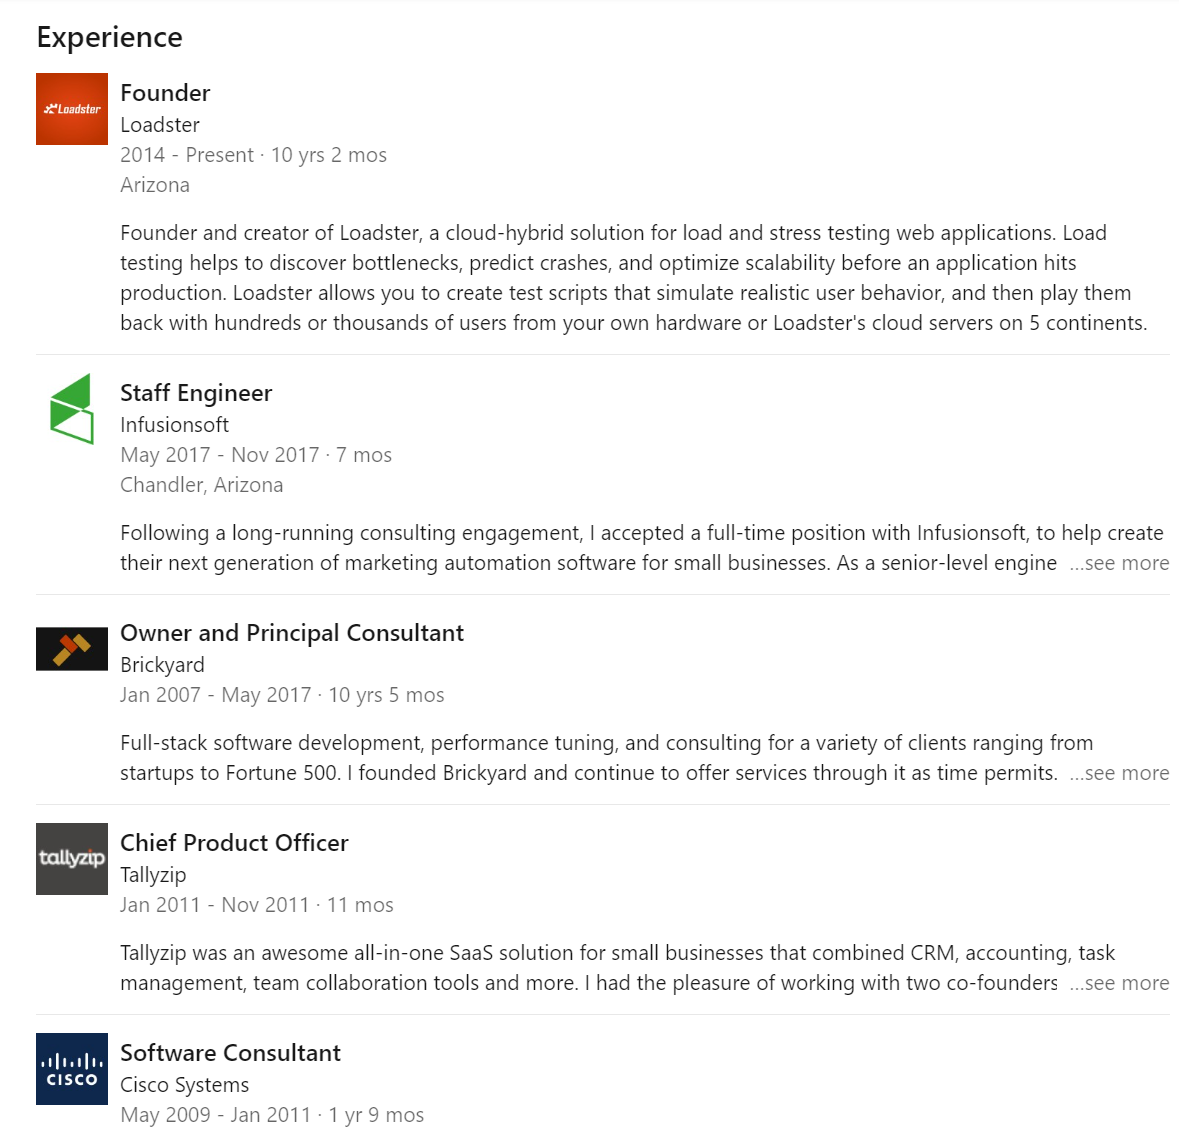 Experience
Loadster
Founder
Loadster
2014 - Present · 10 yrs 2 mos
Arizona
Founder and creator of Loadster, a cloud-hybrid solution for load and stress testing web applications. Load
testing helps to discover bottlenecks, predict crashes, and optimize scalability before an application hits
production. Loadster allows you to create test scripts that simulate realistic user behavior, and then play them
back with hundreds or thousands of users from your own hardware or Loadster's cloud servers on 5 continents.
Staff Engineer
Infusionsoft
May 2017 - Nov 2017 · 7 mos
Chandler, Arizona
Following a long-running consulting engagement, I accepted a full-time position with Infusionsoft, to help create
their next generation of marketing automation software for small businesses. As a senior-level engine ...see more
Owner and Principal Consultant
Brickyard
Jan 2007 - May 2017 · 10 yrs 5 mos
Full-stack software development, performance tuning, and consulting for a variety of clients ranging from
startups to Fortune 500. I founded Brickyard and continue to offer services through it as time permits. ...see more
tallyzip
Chief Product Officer
Tallyzip
Jan 2011 - Nov 2011 · 11 mos
Tallyzip was an awesome all-in-one SaaS solution for small businesses that combined CRM, accounting, task
management, team collaboration tools and more. I had the pleasure of working with two co-founders ...see more
CISCO
Software Consultant
Cisco Systems
May 2009 - Jan 2011 · 1 yr 9 mos